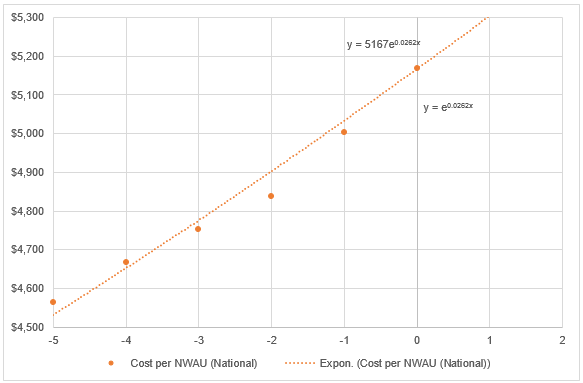 $5,300
$5,200
$5,100
$5,000
$4,900
$4,800
$4,700
$4,600
$4,500
y = 5167e0.0262x
y = e0.0262x
-5 -4 -3 -2 -1 0 1 2
Cost per NWAU (National) Expon. (Cost per NWAU (National))